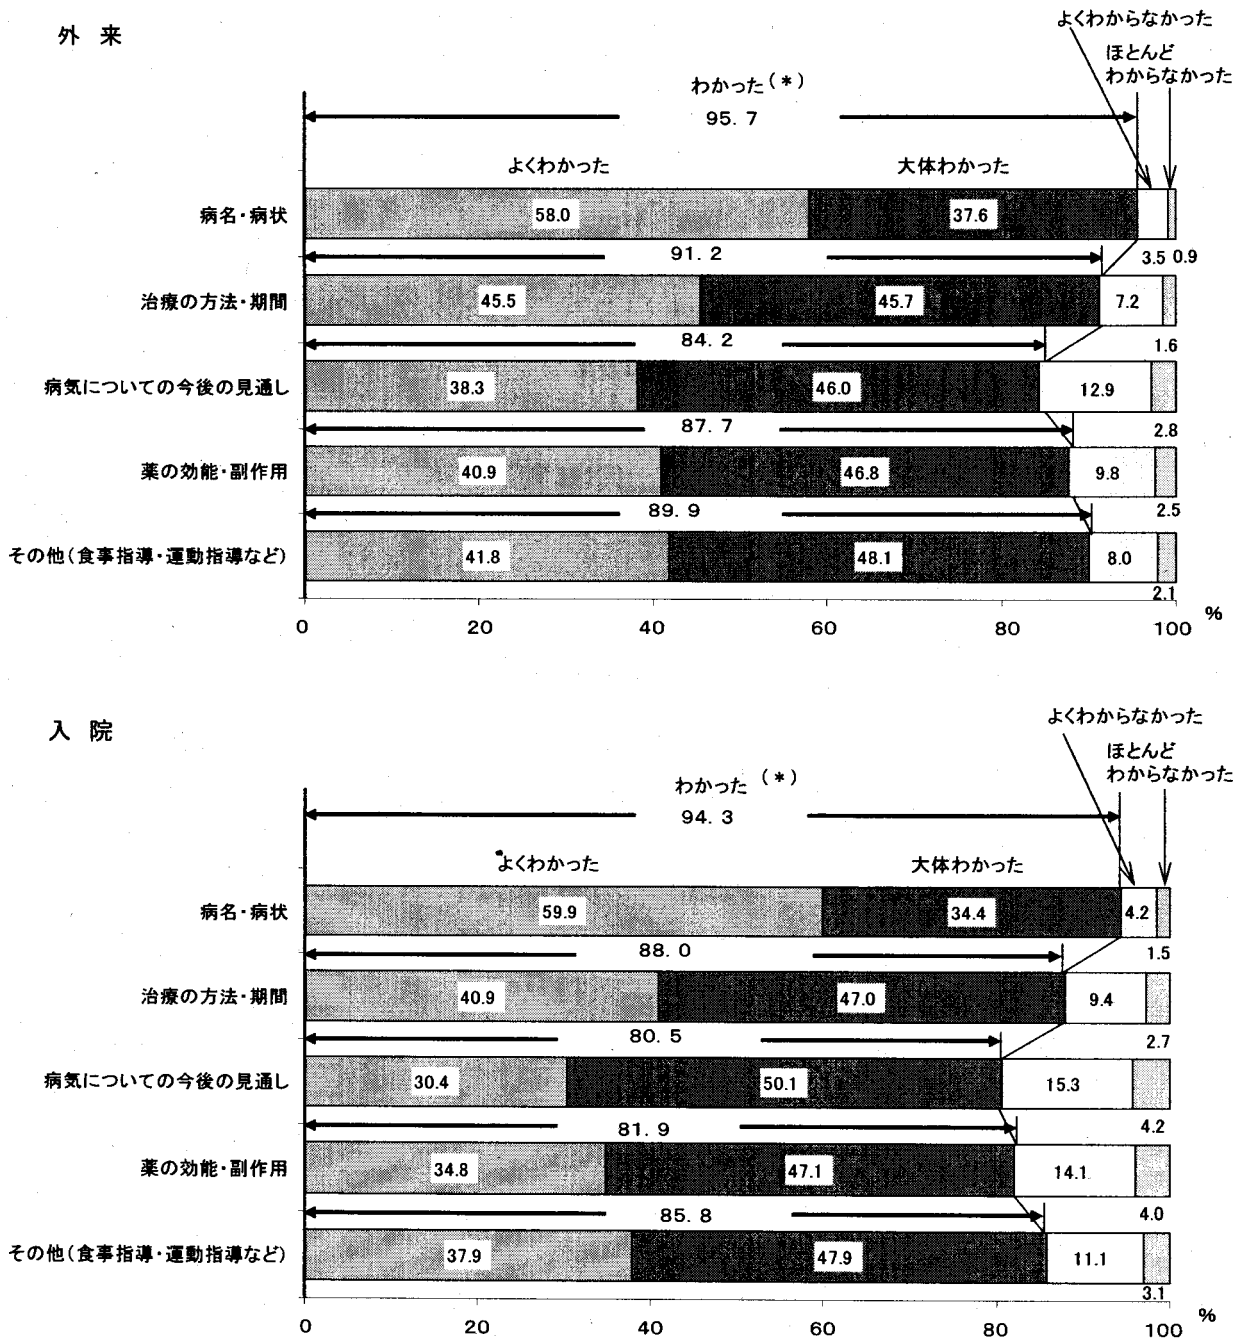 外 来
よくわからなかった
ほとんど
わからなかった
わかった(*)
95.7
よくわかった 大体わかった
病名・病状 58.0 37.6
91.2 3.5 0.9
治療の方法・期間 45.5 45.7 7.2
84.2 1.6
病気についての今後の見通し 38.3 46.0 12.9
87.7 2.8
薬の効能・副作用 40.9 46.8 9.8
89.9 2.5
その他(食事指導・運動指導など) 41.8 48.1 8.0
2.1
0 20 40 60 80 100 %
入 院
よくわからなかった
ほとんど
わからなかった
わかった (*)
94.3
よくわかった 大体わかった
病名・病状 59.9 34.4 4.2
88.0 1.5
治療の方法・期間 40.9 47.0 9.4
80.5 2.7
病気についての今後の見通し 30.4 50.1 15.3
81.9 4.2
薬の効能・副作用 34.8 47.1 14.1
85.8 4.0
その他(食事指導・運動指導など) 37.9 47.9 11.1
3.1
0 20 40 60 80 100 %